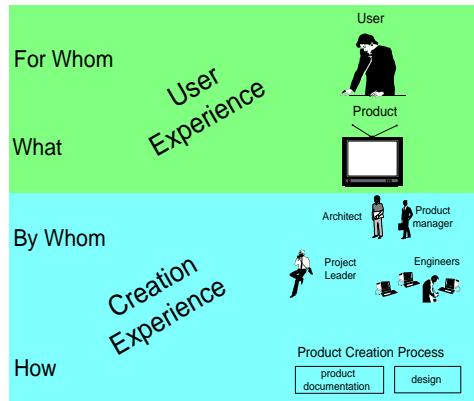 User
For Whom
User
Experience
Product
What
Architect
Product
manager
By Whom
Project
Leader
Engineers
Creation
Experience
Product Creation Process
How
product
documentation
design